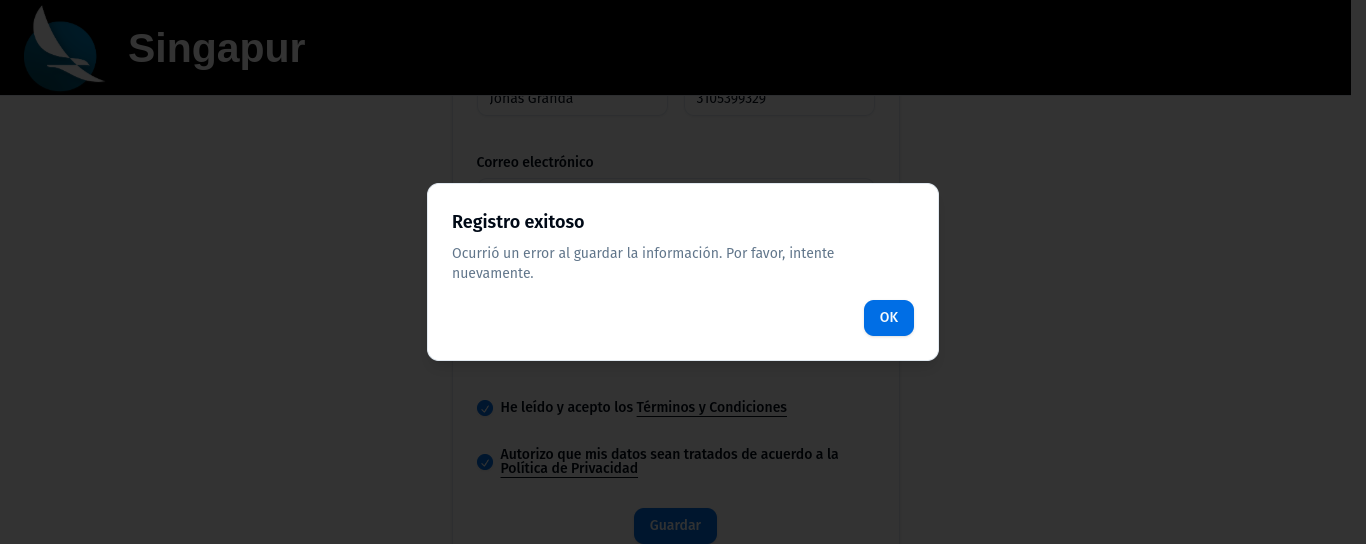 Singapur
Jonás Granda 3105399329
Correo electrónico
Registro exitoso
Ocurrió un error al guardar la información. Por favor, intente
nuevamente.
OK
He leído y acepto los Términos y Condiciones
Autorizo que mis datos sean tratados de acuerdo a la
Política de Privacidad
Guardar